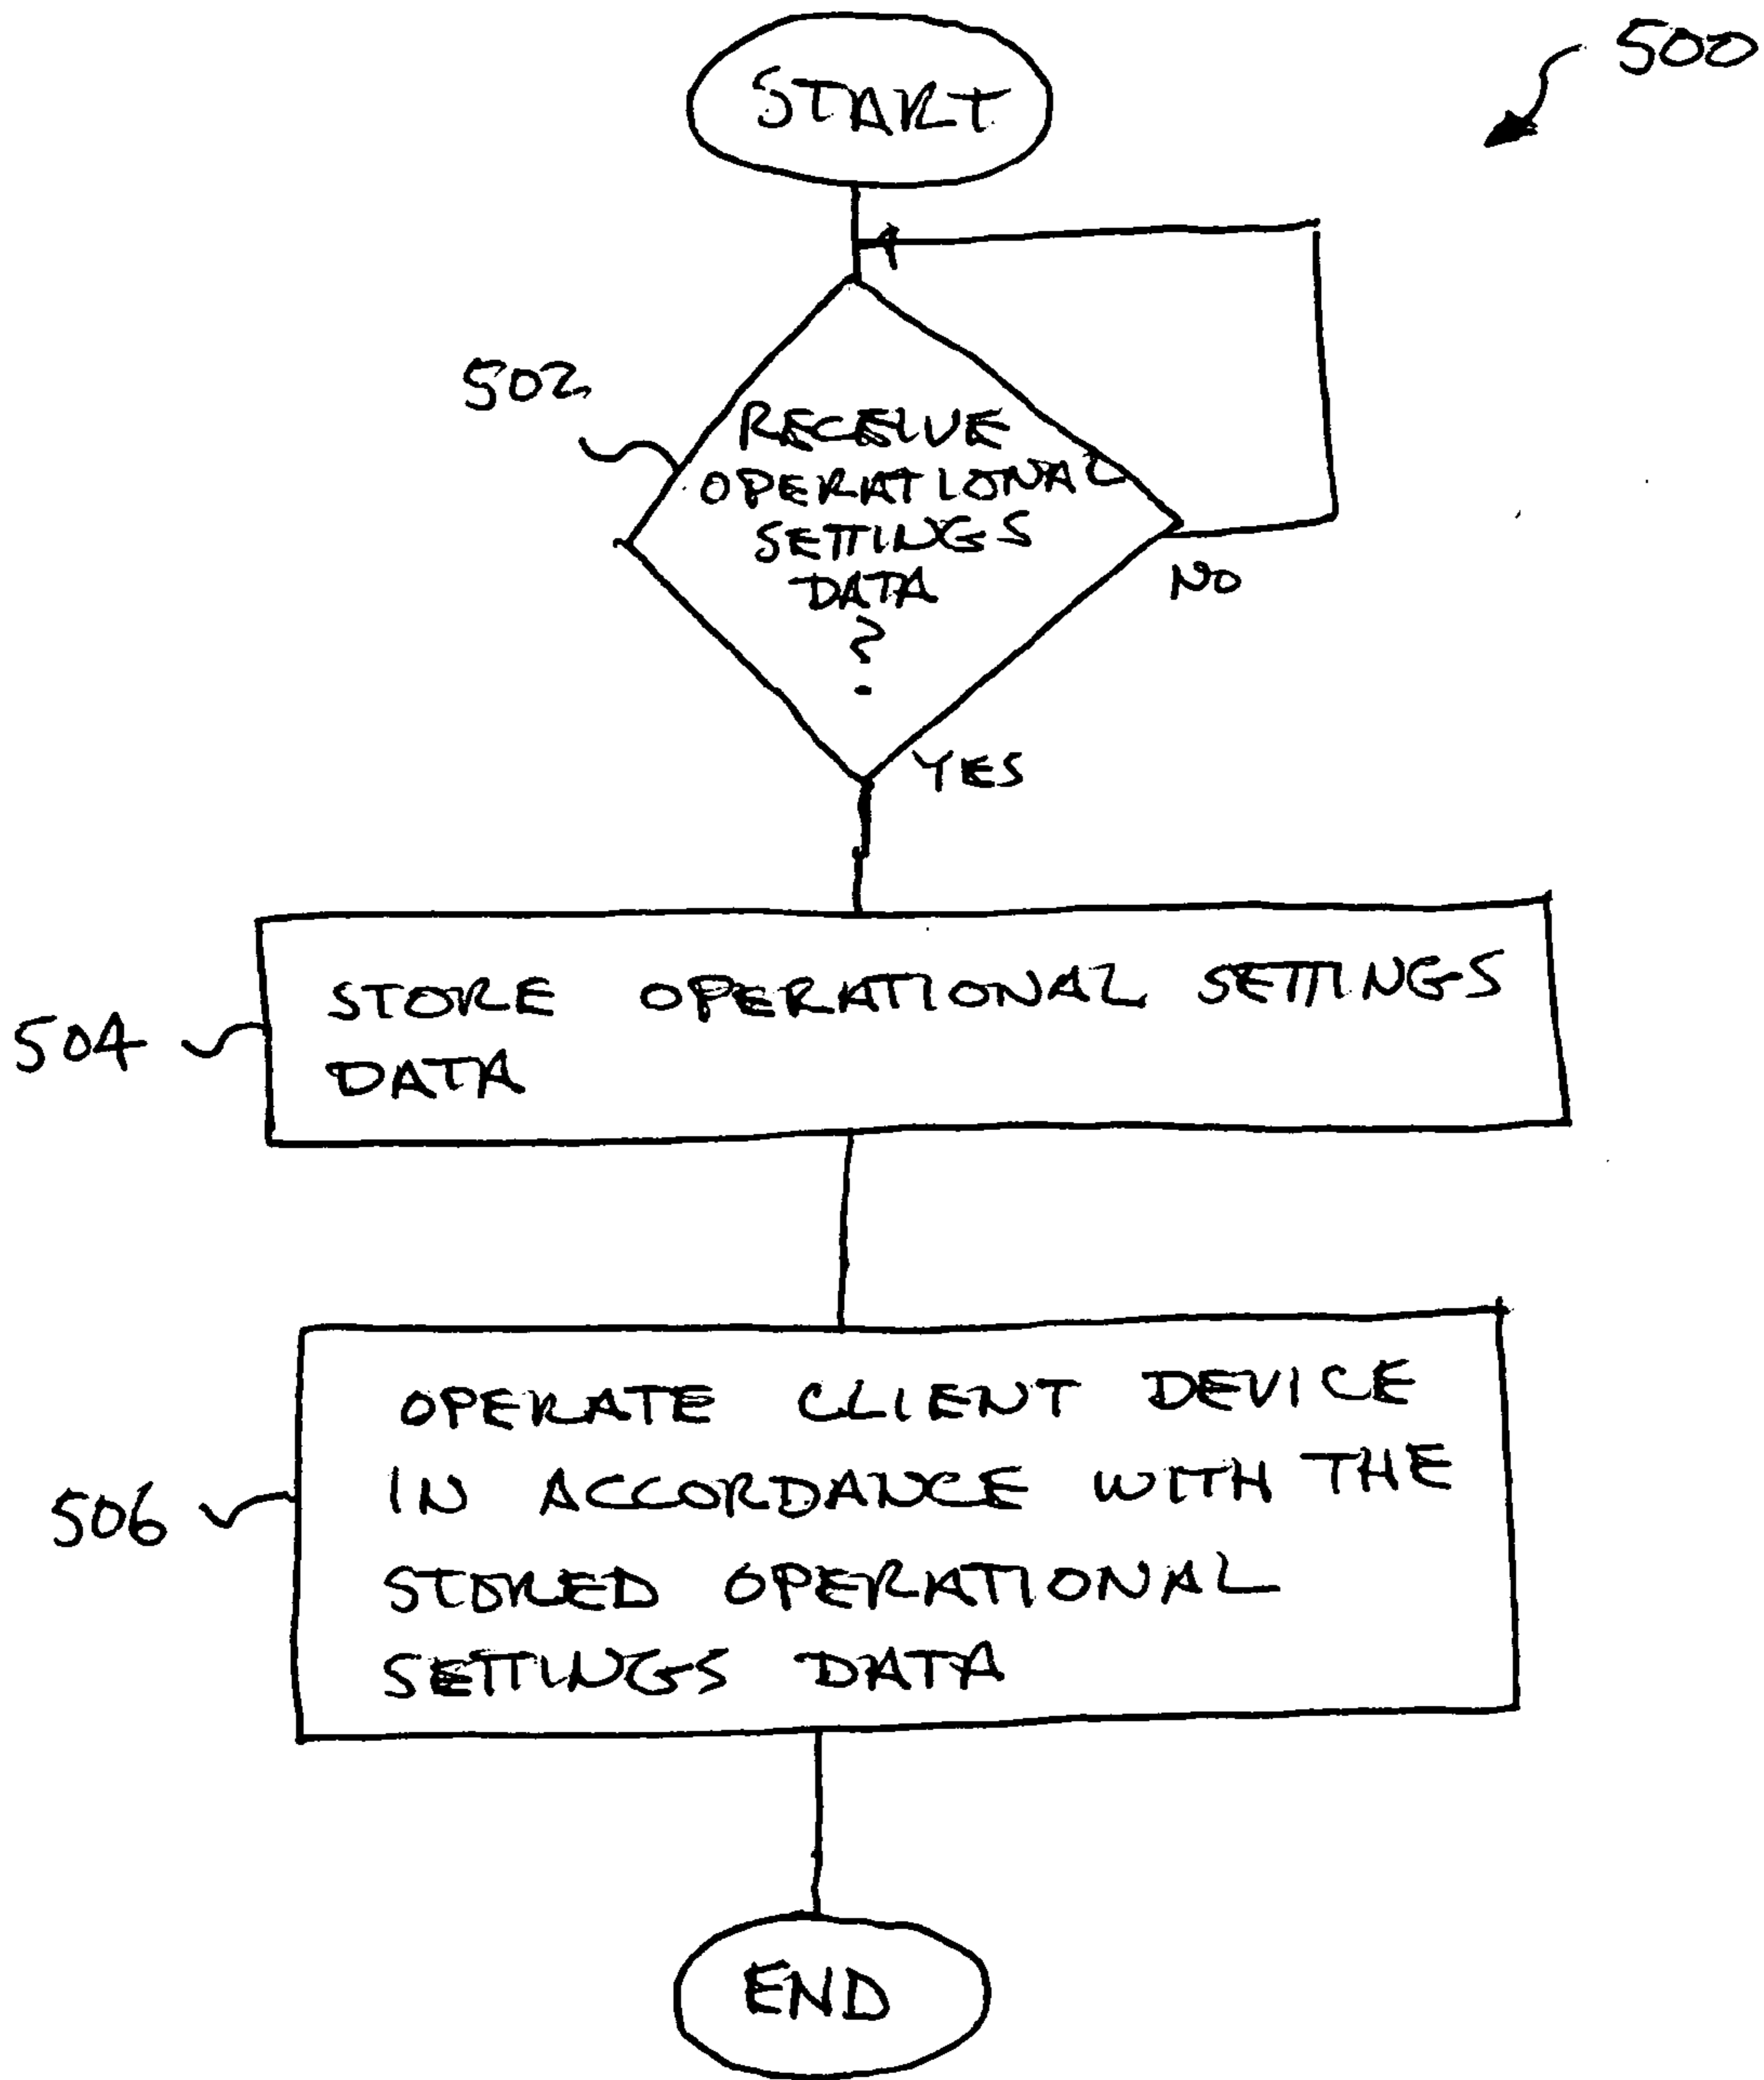 START
500
502
RECEIVE
OPERATIONAL
SETTINGS
DATA
?
NO
YES
504
STORE OPERATIONAL SETTINGS
DATA
506
OPERATE CLIENT DEVICE
IN ACCORDANCE WITH THE
STORED OPERATIONAL
SETTINGS DATA
END